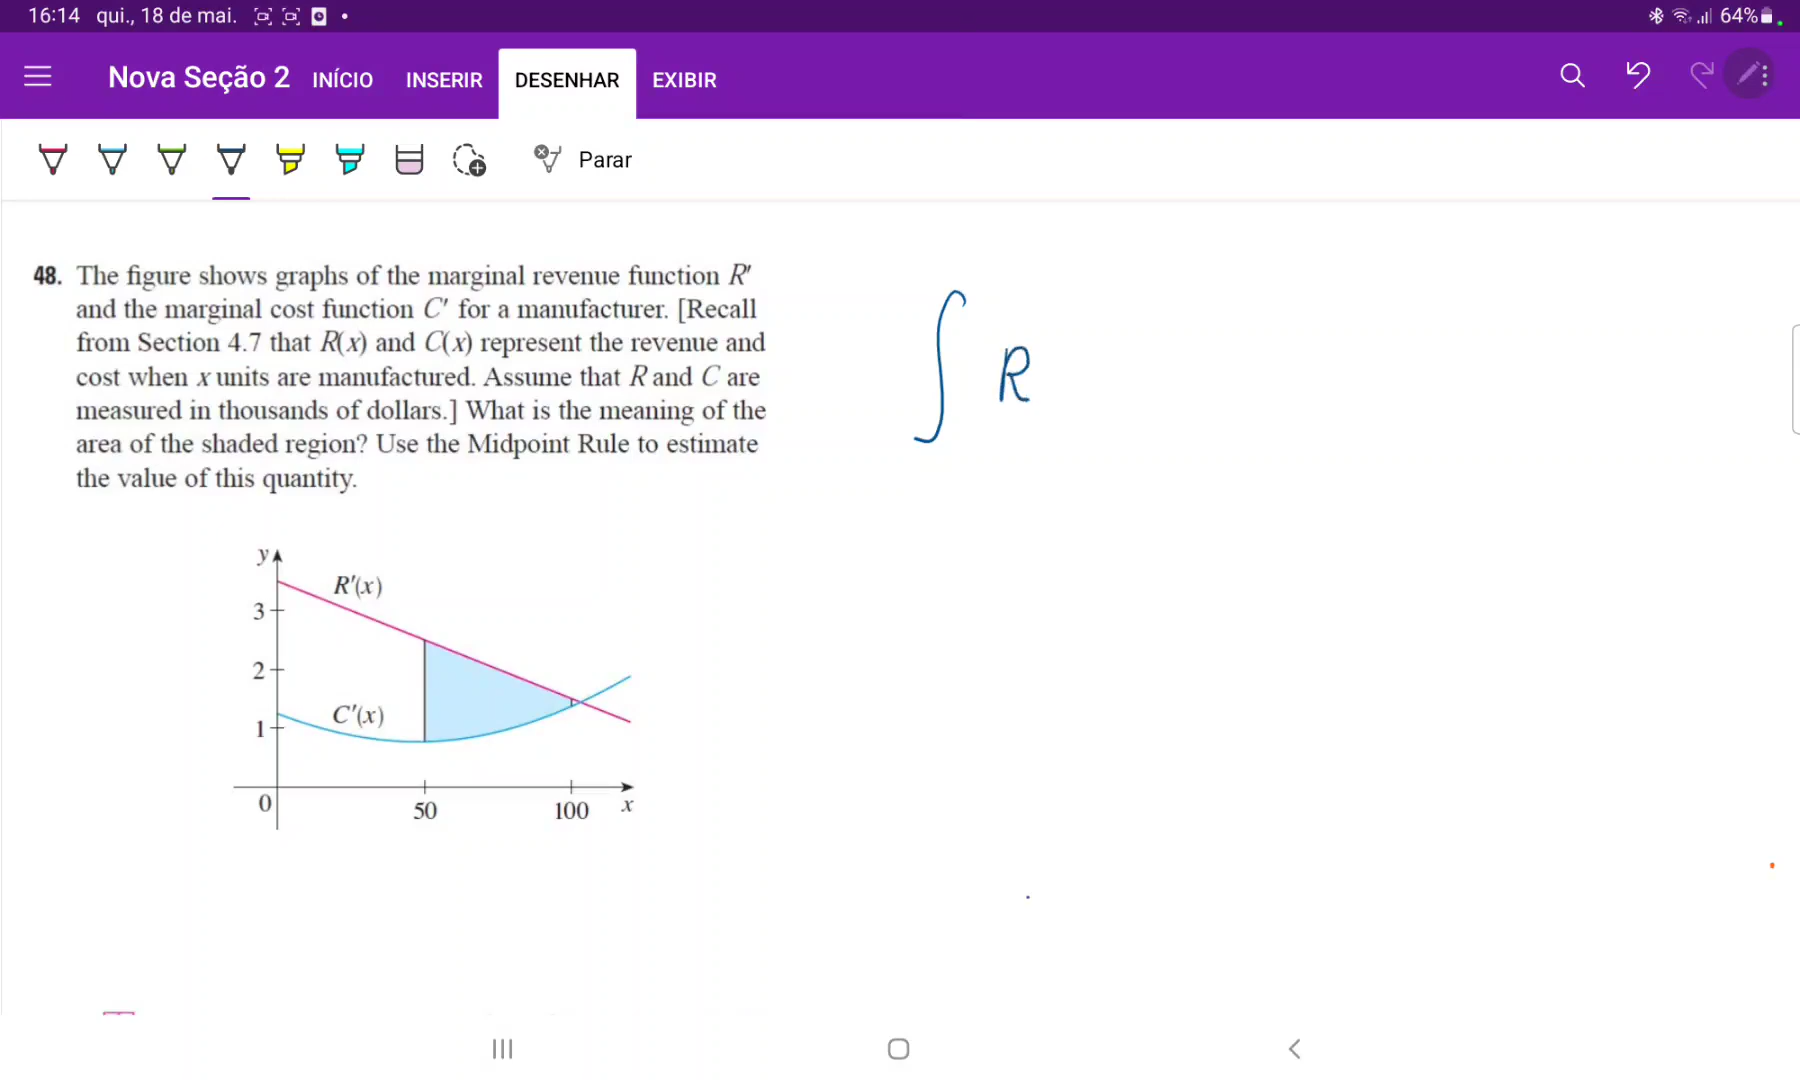 16:14 qui., 18 de mai. 64%
Nova Seção 2 INÍCIO INSERIR DESENHAR EXIBIR
Parar
48. The figure shows graphs of the marginal revenue function R′
and the marginal cost function C′ for a manufacturer. [Recall
from Section 4.7 that R(x) and C(x) represent the revenue and
cost when x units are manufactured. Assume that R and C are
measured in thousands of dollars.] What is the meaning of the
area of the shaded region? Use the Midpoint Rule to estimate
the value of this quantity.
∫ R
y
R′(x)
3
2
C′(x)
1
0 50 100 x